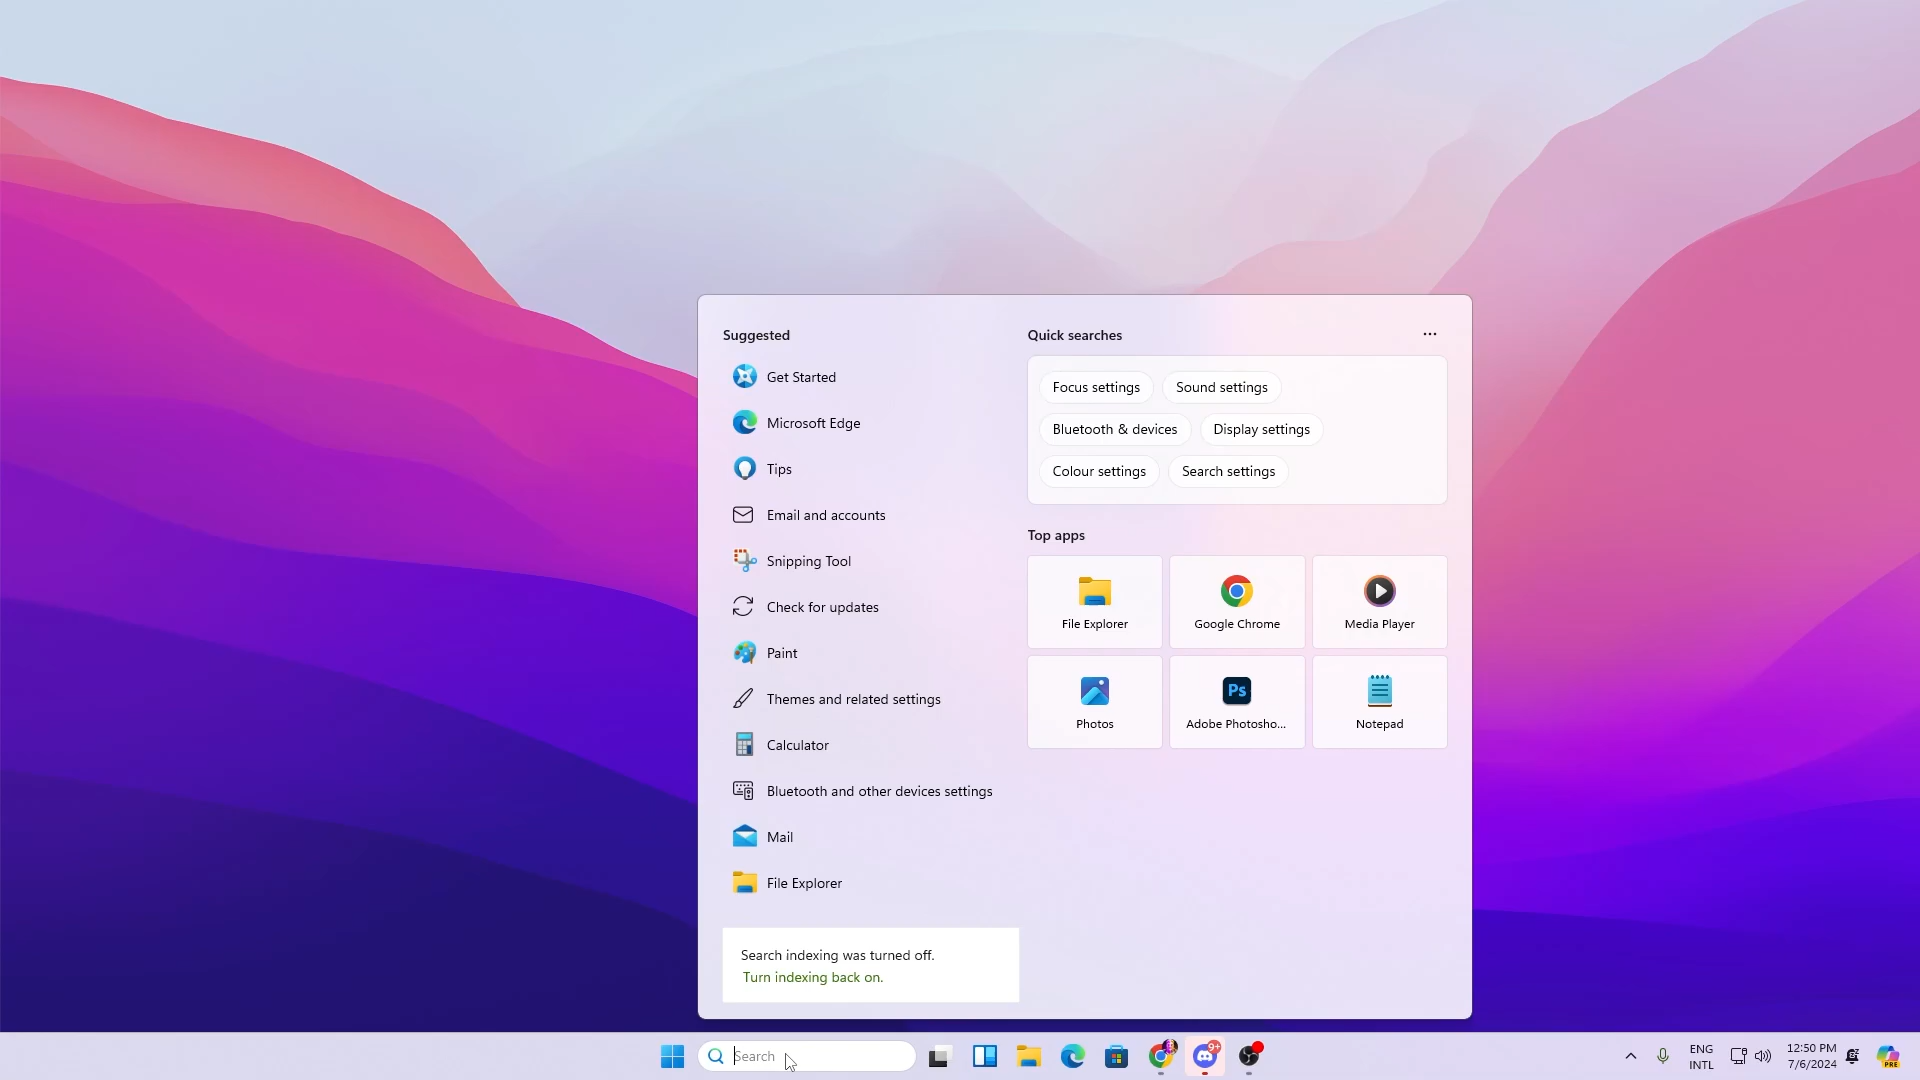 Suggested
Get Started
Microsoft Edge
Tips
Email and accounts
Snipping Tool
Check for updates
Paint
Themes and related settings
Calculator
Bluetooth and other devices settings
Mail
File Explorer
Search indexing was turned off.
Turn indexing back on.
Quick searches
Focus settings
Sound settings
Bluetooth & devices
Display settings
Colour settings
Search settings
Top apps
File Explorer
Google Chrome
Media Player
Ps
Photos
Adobe Photosho...
Notepad
Search
9+
ENG
INTL
12:50 PM
7/6/2024
PRE